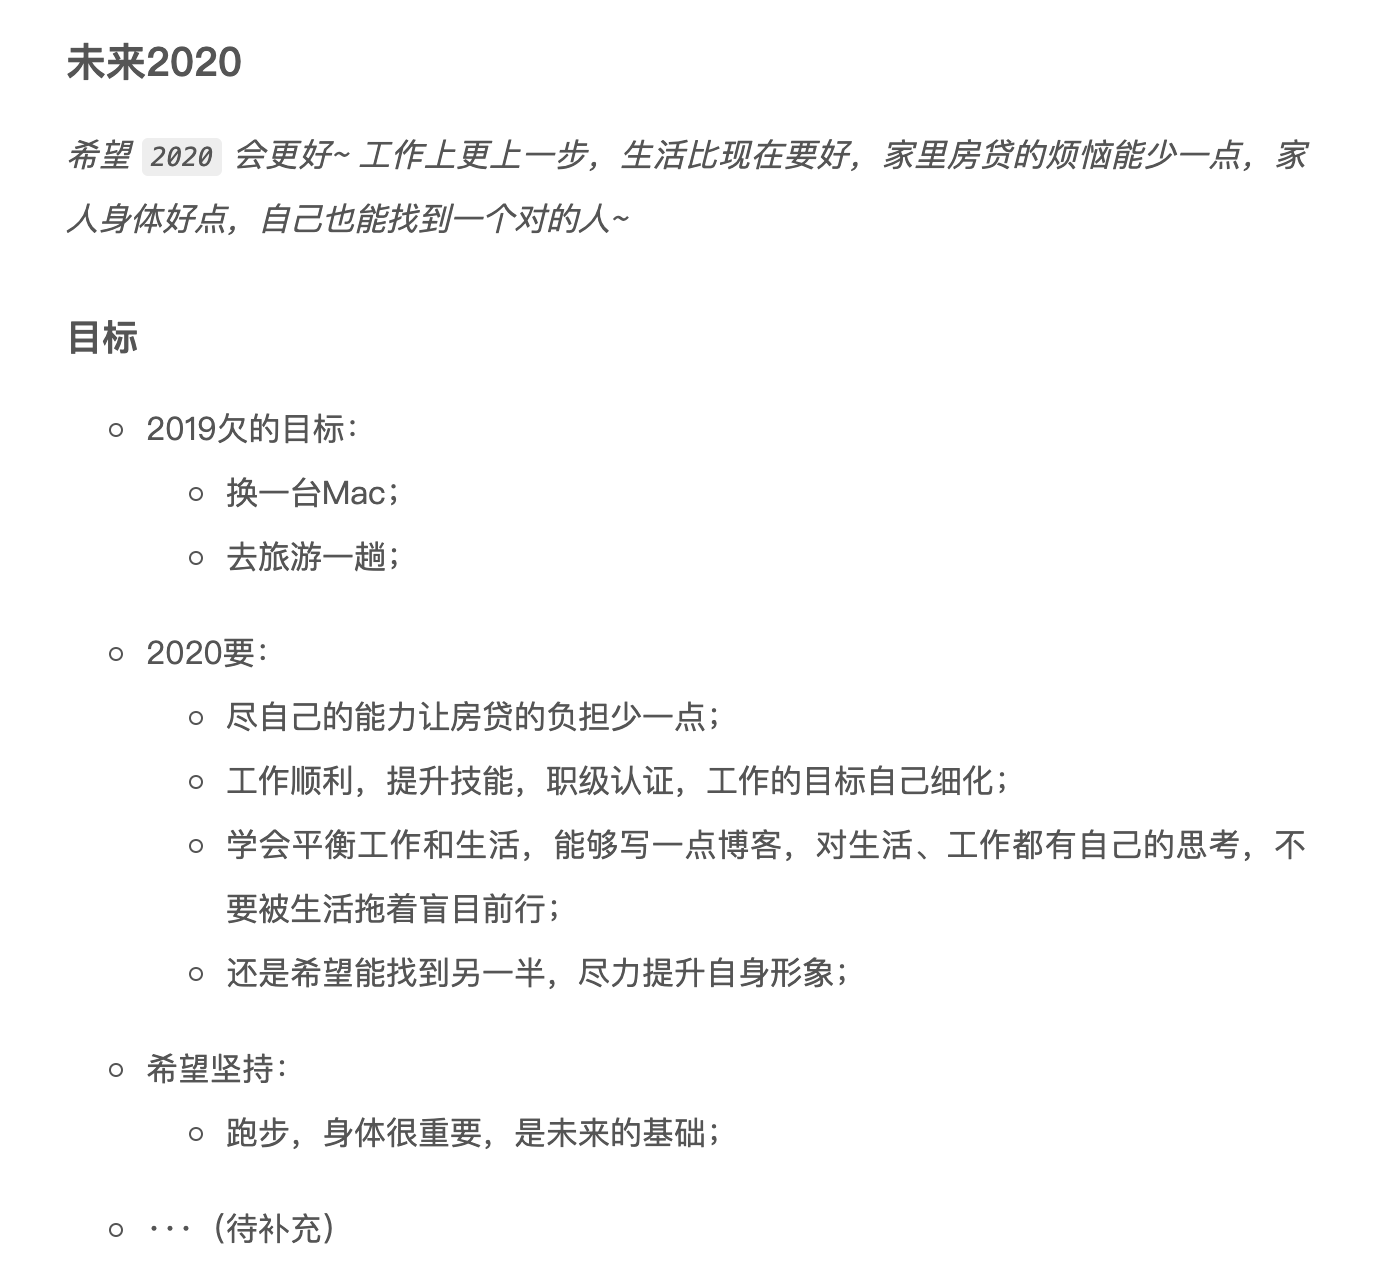 未来2020
希望 2020 会更好~ 工作上更上一步，生活比现在要好，家里房贷的烦恼能少一点，家
人身体好点，自己也能找到一个对的人~
目标
2019欠的目标：
换一台Mac；
去旅游一趟；
2020要：
尽自己的能力让房贷的负担少一点；
工作顺利，提升技能，职级认证，工作的目标自己细化；
学会平衡工作和生活，能够写一点博客，对生活、工作都有自己的思考，不
要被生活拖着盲目前行；
还是希望能找到另一半，尽力提升自身形象；
希望坚持：
跑步，身体很重要，是未来的基础；
···（待补充）